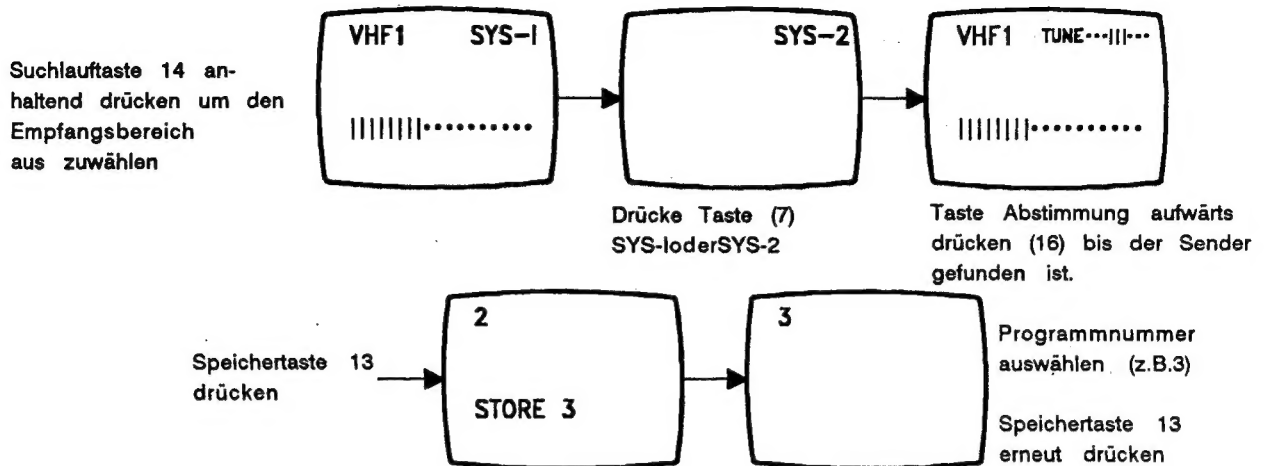 Suchlauftaste 14 an-
haltend drücken um den
Empfangsbereich
aus zuwählen
VHF1 SYS-I
||||||||••••••••••
SYS-2
Drücke Taste (7)
SYS-IoderSYS-2
VHF1 TUNE•••|||•••
||||||||••••••••••
Taste Abstimmung aufwärts
drücken (16) bis der Sender
gefunden ist.
Speichertaste 13
drücken
2
STORE 3
3
Programmnummer
auswählen (z.B.3)
Speichertaste 13
erneut drücken